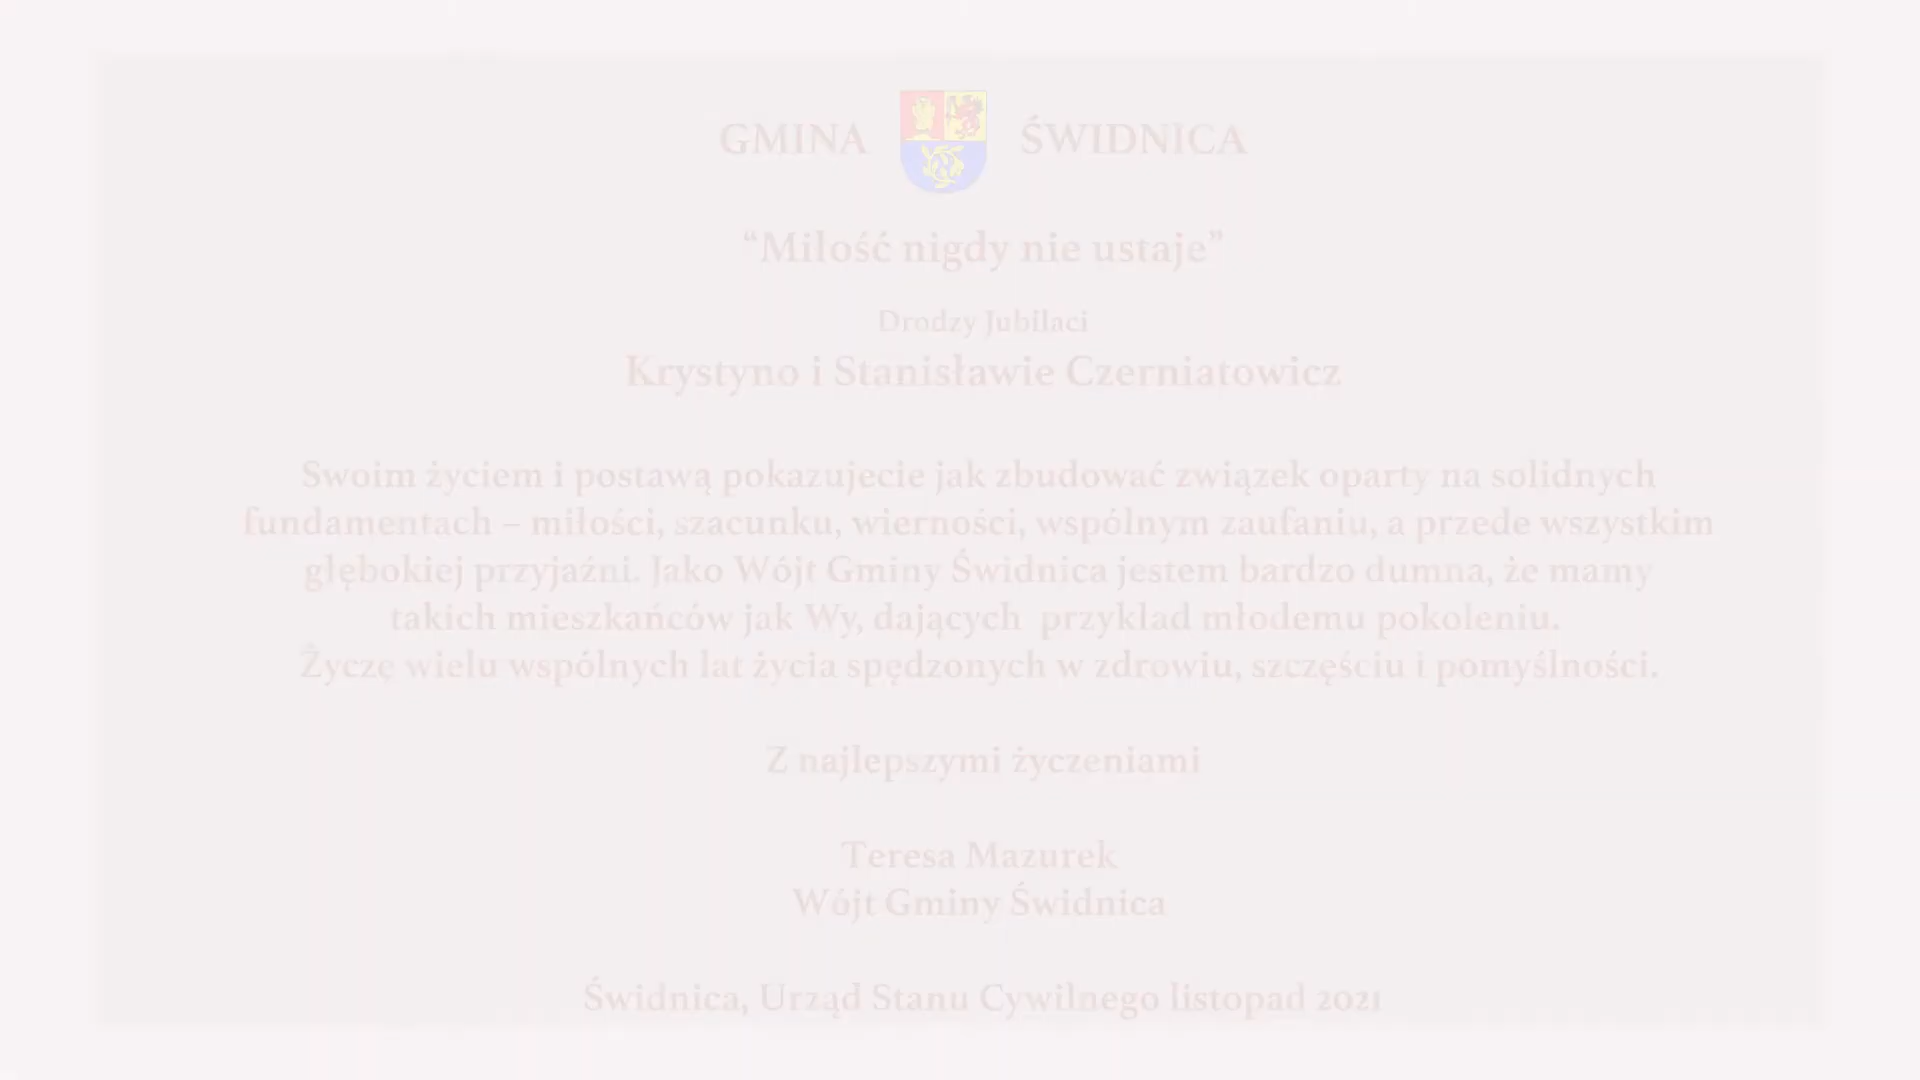 GMINA ŚWIDNICA
“Miłość nigdy nie ustaje”
Drodzy Jubilaci
Krystyno i Stanisławie Czerniatowicz
Swoim życiem i postawą pokazujecie jak zbudować związek oparty na solidnych
fundamentach – miłości, szacunku, wierności, wspólnym zaufaniu, a przede wszystkim
głębokiej przyjaźni. Jako Wójt Gminy Świdnica jestem bardzo dumna, że mamy
takich mieszkańców jak Wy, dających przykład młodemu pokoleniu.
Życzę wielu wspólnych lat życia spędzonych w zdrowiu, szczęściu i pomyślności.
Z najlepszymi życzeniami
Teresa Mazurek
Wójt Gminy Świdnica
Świdnica, Urząd Stanu Cywilnego listopad 2021